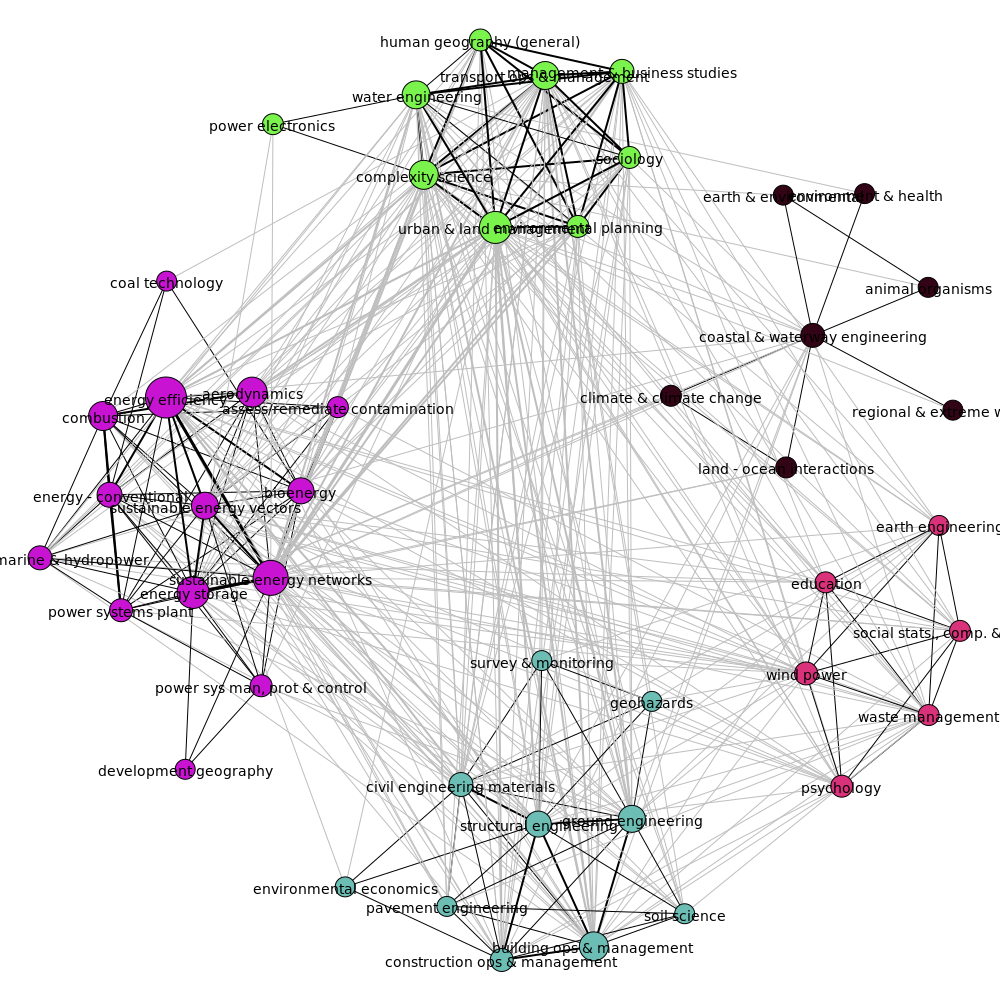 human geography (general)
transport ops & management
management & business studies
water engineering
power electronics
sociology
complexity science
earth & environmental
environment & health
urban & land management
environmental planning
coal technology
animal organisms
coastal & waterway engineering
energy efficiency
aerodynamics
climate & climate change
assess/remediate contamination
combustion
regional & extreme w
land - ocean interactions
energy - conventional
bioenergy
sustainable energy vectors
earth engineering
marine & hydropower
sustainable energy networks
education
energy storage
power systems plant
social stats., comp. &
survey & monitoring
wind power
power sys man, prot & control
geohazards
waste management
development geography
civil engineering materials
psychology
structural engineering
ground engineering
environmental economics
pavement engineering
soil science
building ops & management
construction ops & management